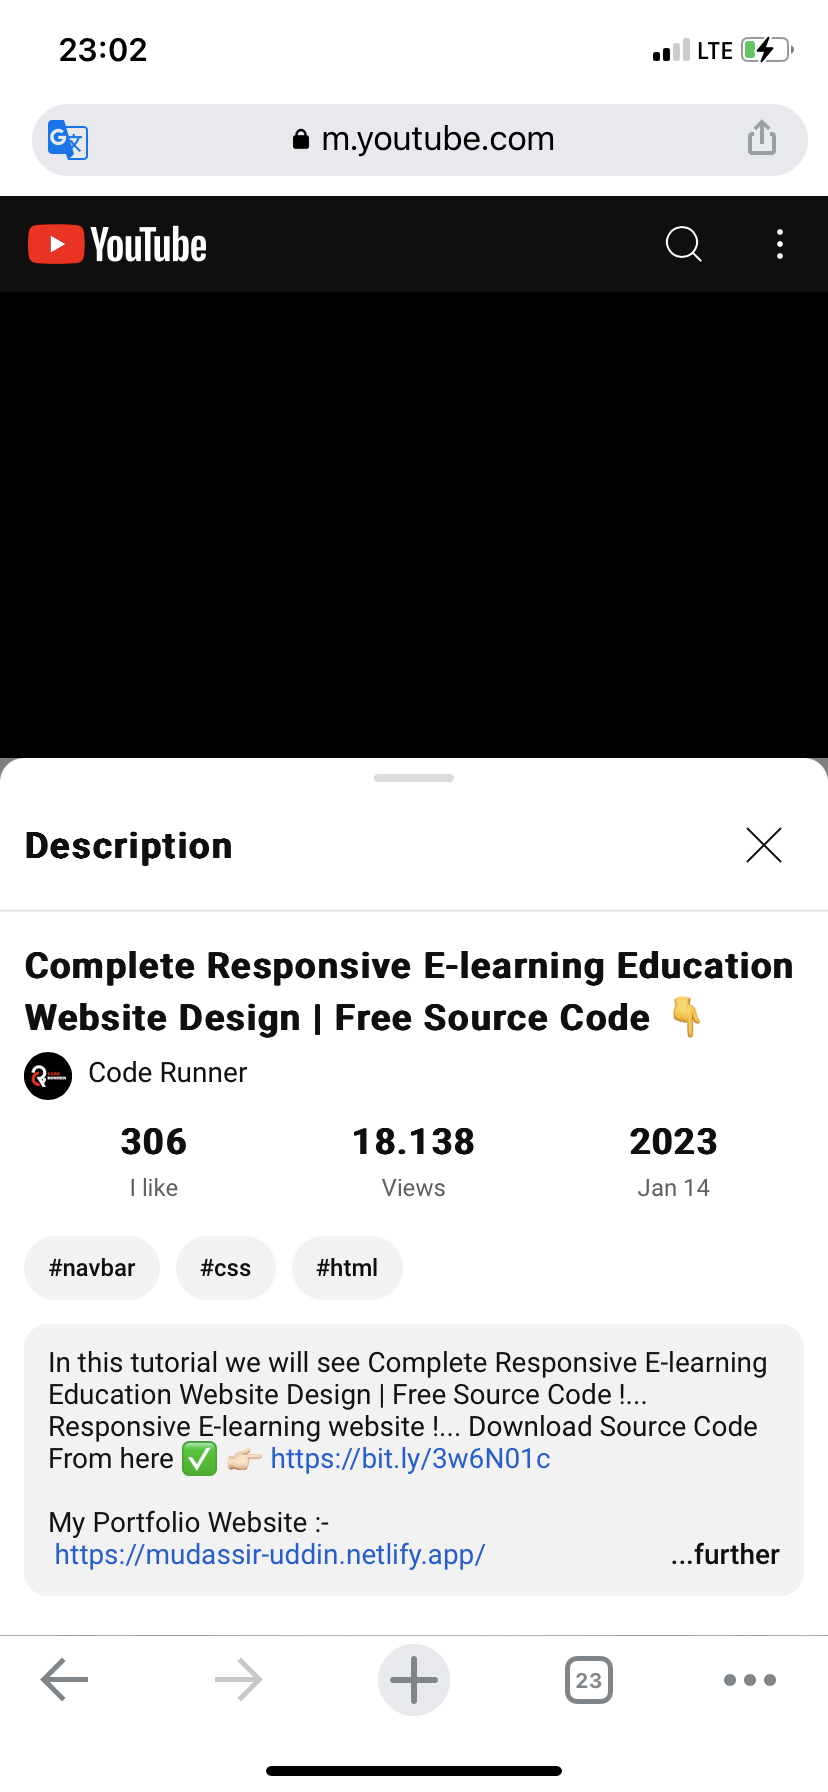 23:02 LTE
m.youtube.com
YouTube
Description
Complete Responsive E-learning Education
Website Design | Free Source Code 👇
Code Runner
306 18.138 2023
I like Views Jan 14
#navbar #css #html
In this tutorial we will see Complete Responsive E-learning
Education Website Design | Free Source Code !...
Responsive E-learning website !... Download Source Code
From here ✅ 👉🏻 https://bit.ly/3w6N01c
My Portfolio Website :-
https://mudassir-uddin.netlify.app/ ...further
23